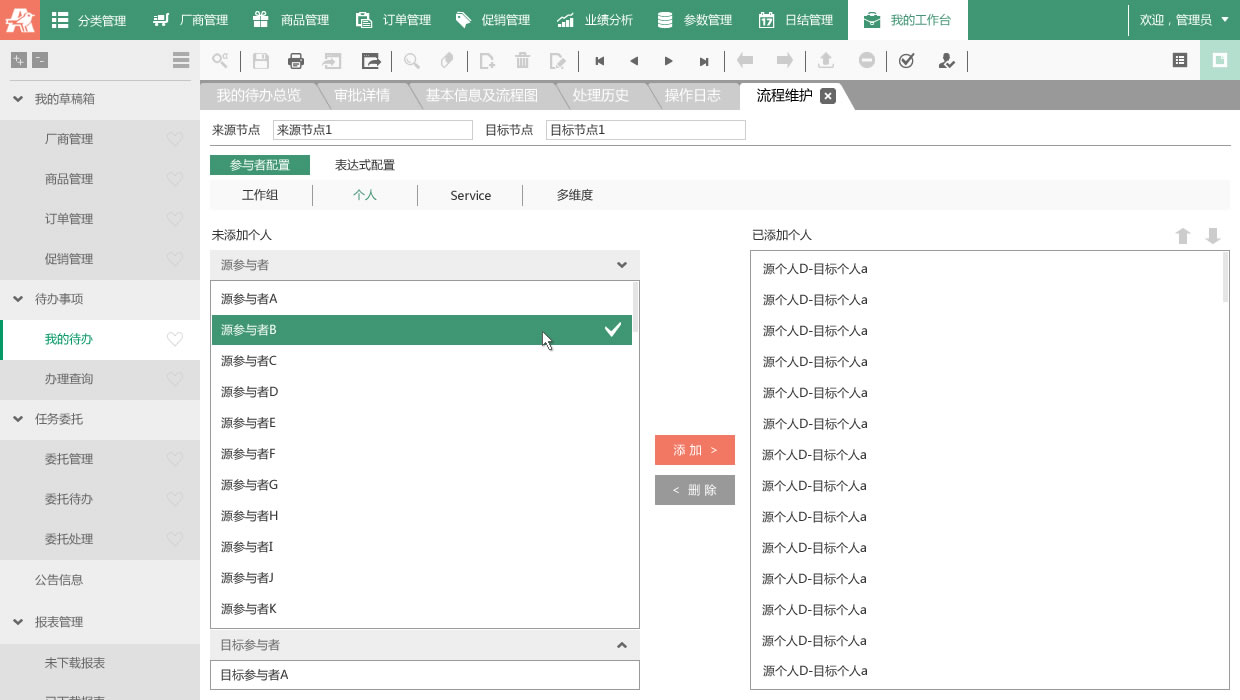 分类管理 厂商管理 商品管理 订单管理 促销管理 业绩分析 参数管理 日结管理 我的工作台 欢迎，管理员
我的待办总览 审批详情 基本信息及流程图 处理历史 操作日志 流程维护
我的草稿箱
厂商管理
商品管理
订单管理
促销管理
待办事项
我的待办
办理查询
任务委托
委托管理
委托待办
委托处理
公告信息
报表管理
未下载报表
已下载报表
来源节点 来源节点1 目标节点 目标节点1
参与者配置 表达式配置
工作组 个人 Service 多维度
未添加个人
源参与者
源参与者A
源参与者B
源参与者C
源参与者D
源参与者E
源参与者F
源参与者G
源参与者H
源参与者I
源参与者J
源参与者K
目标参与者
目标参与者A
添 加 >
< 删 除
已添加个人
源个人D-目标个人a
源个人D-目标个人a
源个人D-目标个人a
源个人D-目标个人a
源个人D-目标个人a
源个人D-目标个人a
源个人D-目标个人a
源个人D-目标个人a
源个人D-目标个人a
源个人D-目标个人a
源个人D-目标个人a
源个人D-目标个人a
源个人D-目标个人a
源个人D-目标个人a